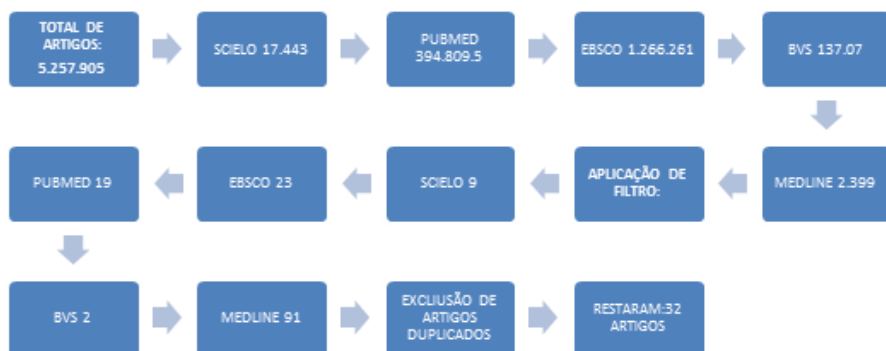 TOTAL DE
ARTIGOS:
5.257.905
SCIELO 17.443
PUBMED
394.809.5
EBSCO 1.266.261
BVS 137.07
MEDLINE 2.399
APLICAÇÃO DE
FILTRO:
SCIELO 9
EBSCO 23
PUBMED 19
BVS 2
MEDLINE 91
EXCLIUSÃO DE
ARTIGOS
DUPLICADOS
RESTARAM:32
ARTIGOS